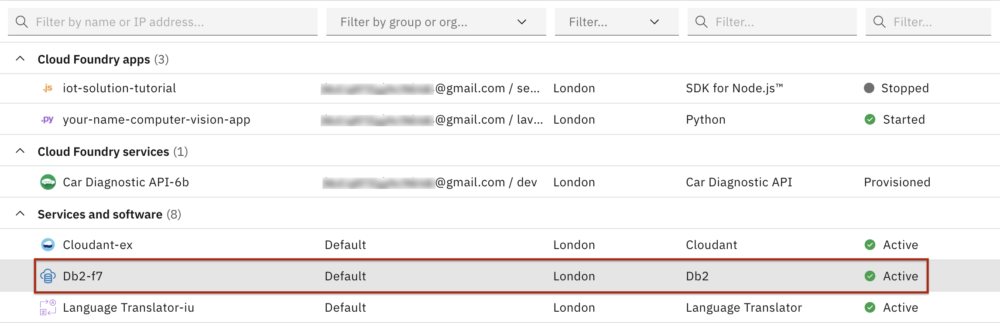 Filter by name or IP address... Filter by group or org... Filter... Filter... Filter...
Cloud Foundry apps (3)
.js iot-solution-tutorial @gmail.com / se... London SDK for Node.js™ Stopped
.py your-name-computer-vision-app @gmail.com / lav... London Python Started
Cloud Foundry services (1)
Car Diagnostic API-6b @gmail.com / dev London Car Diagnostic API Provisioned
Services and software (8)
Cloudant-ex Default London Cloudant Active
Db2-f7 Default London Db2 Active
Language Translator-iu Default London Language Translator Active